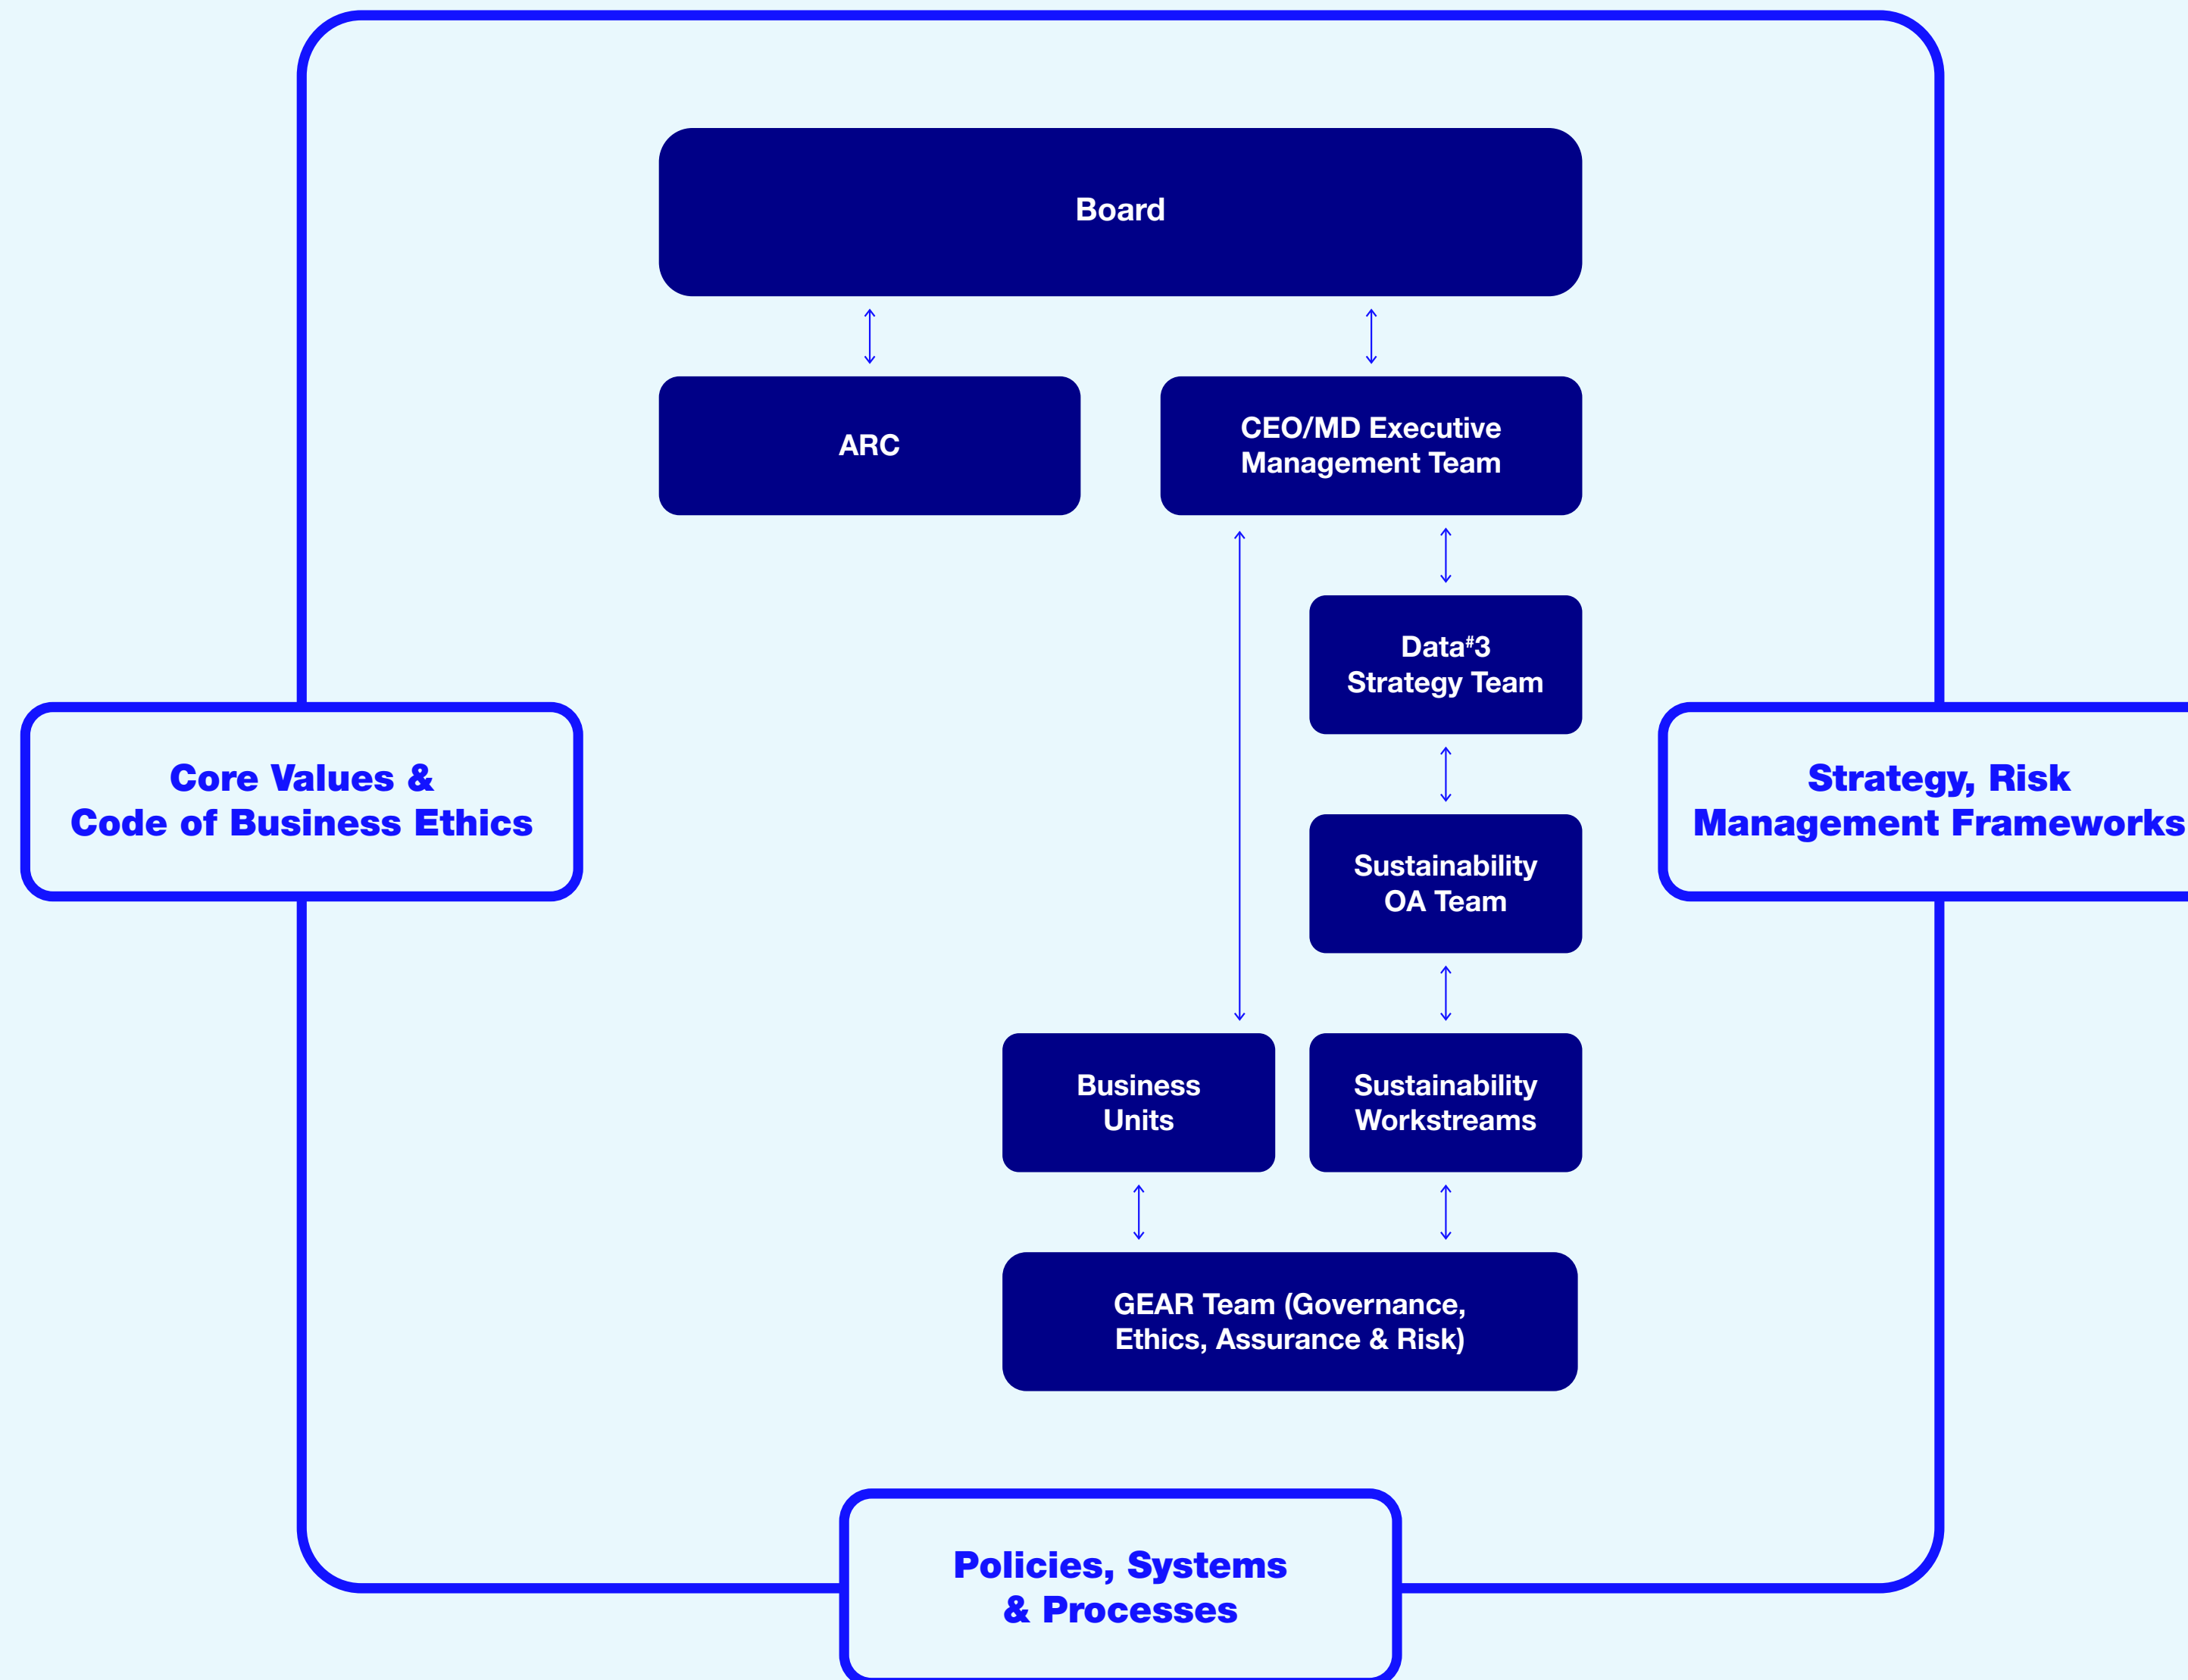 Board
ARC
CEO/MD Executive
Management Team
Data#3
Strategy Team
Core Values &
Code of Business Ethics
Strategy, Risk
Management Frameworks
Sustainability
OA Team
Business
Units
Sustainability
Workstreams
GEAR Team (Governance,
Ethics, Assurance & Risk)
Policies, Systems
& Processes